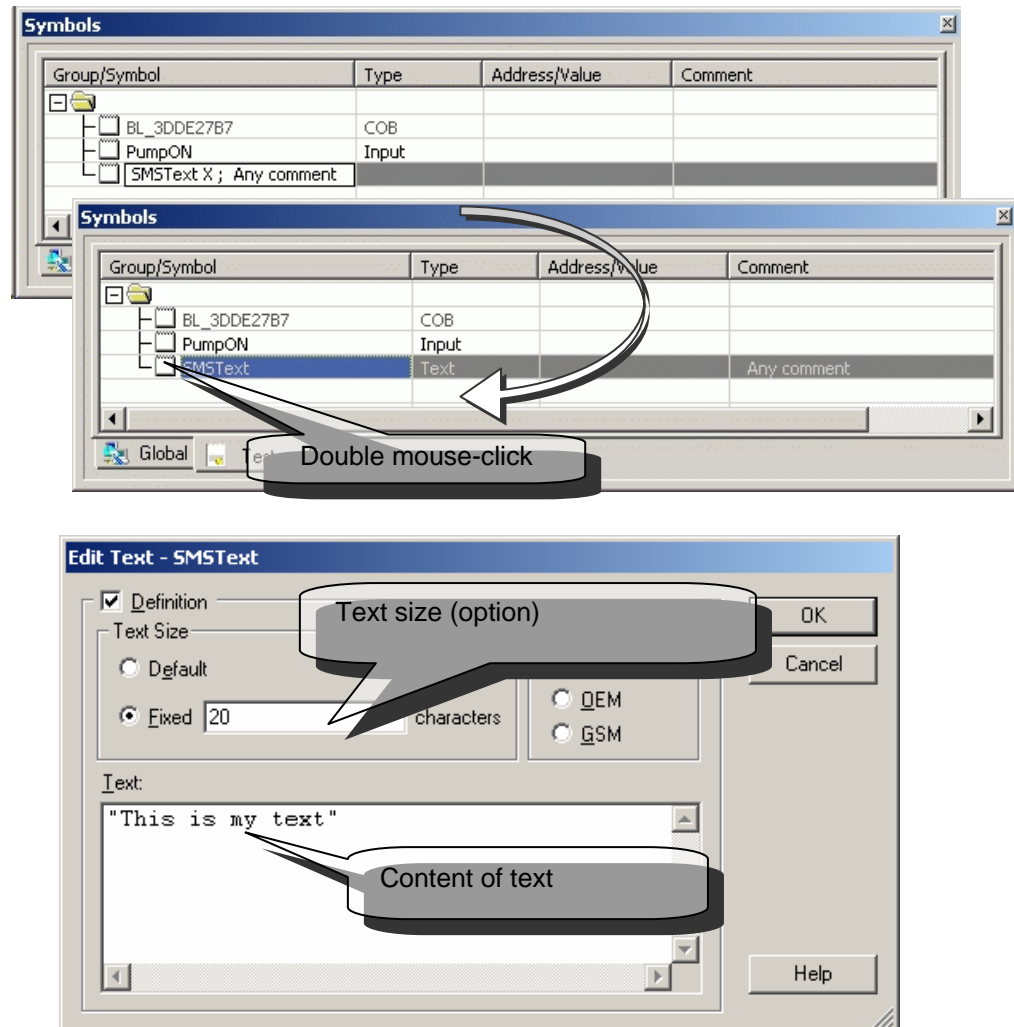 Symbols
Group/Symbol Type Address/Value Comment
BL_3DDE27B7 COB
PumpON Input
SMSText X ; Any comment
Symbols
Group/Symbol Type Address/Value Comment
BL_3DDE27B7 COB
PumpON Input
SMSText Text Any comment
Global
Double mouse-click
Edit Text - SMSText
Definition
Text size (option)
OK
Text Size
Default
Cancel
OEM
Fixed 20 characters
GSM
Text:
"This is my text"
Content of text
Help